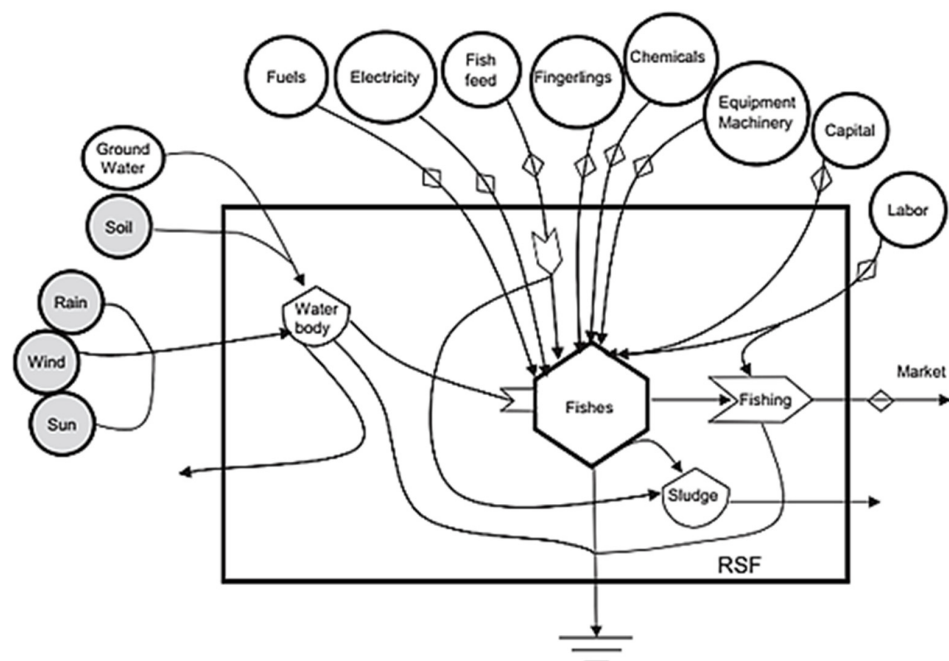 Fuels
Electricity
Fish
feed
Fingerlings
Chemicals
Equipment
Machinery
Capital
Labor
Ground
Water
Soil
Rain
Wind
Sun
Water
body
Fishes
Fishing
Market
Sludge
RSF